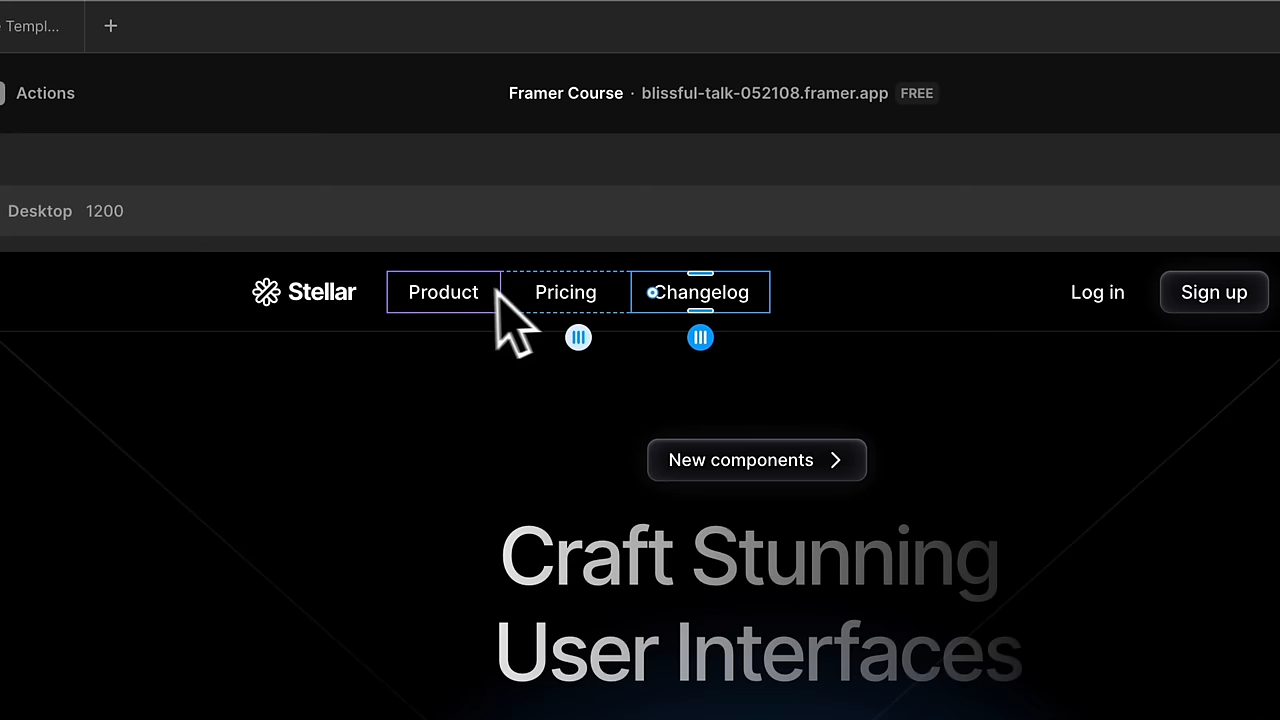 Templ...
Actions
Framer Course · blissful-talk-052108.framer.app FREE
Desktop 1200
Stellar Product Pricing Changelog Log in Sign up
New components
Craft Stunning
User Interfaces